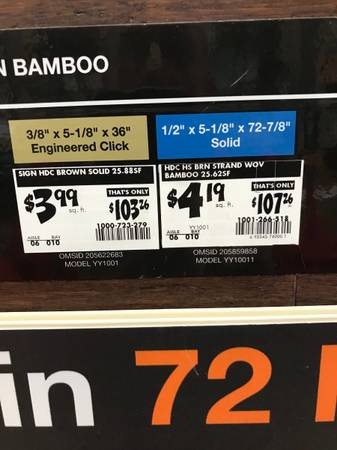 N BAMBOO
3/8" x 5-1/8" x 36"
Engineered Click
1/2" x 5-1/8" x 72-7/8"
Solid
SIGN HDC BROWN SOLID 25.88SF
$3.99 sq. ft.
THAT'S ONLY
$103.26
1000-723-279
AISLE BAY
06 010
HDC HS BRN STRAND WOV
BAMBOO 25.62SF
$4.19 sq. ft.
THAT'S ONLY
$107.26
YY1001
1001-266-518
AISLE BAY
06 010
OMSID 205622683
MODEL YY1001
OMSID 205859858
MODEL YY10011
in 72